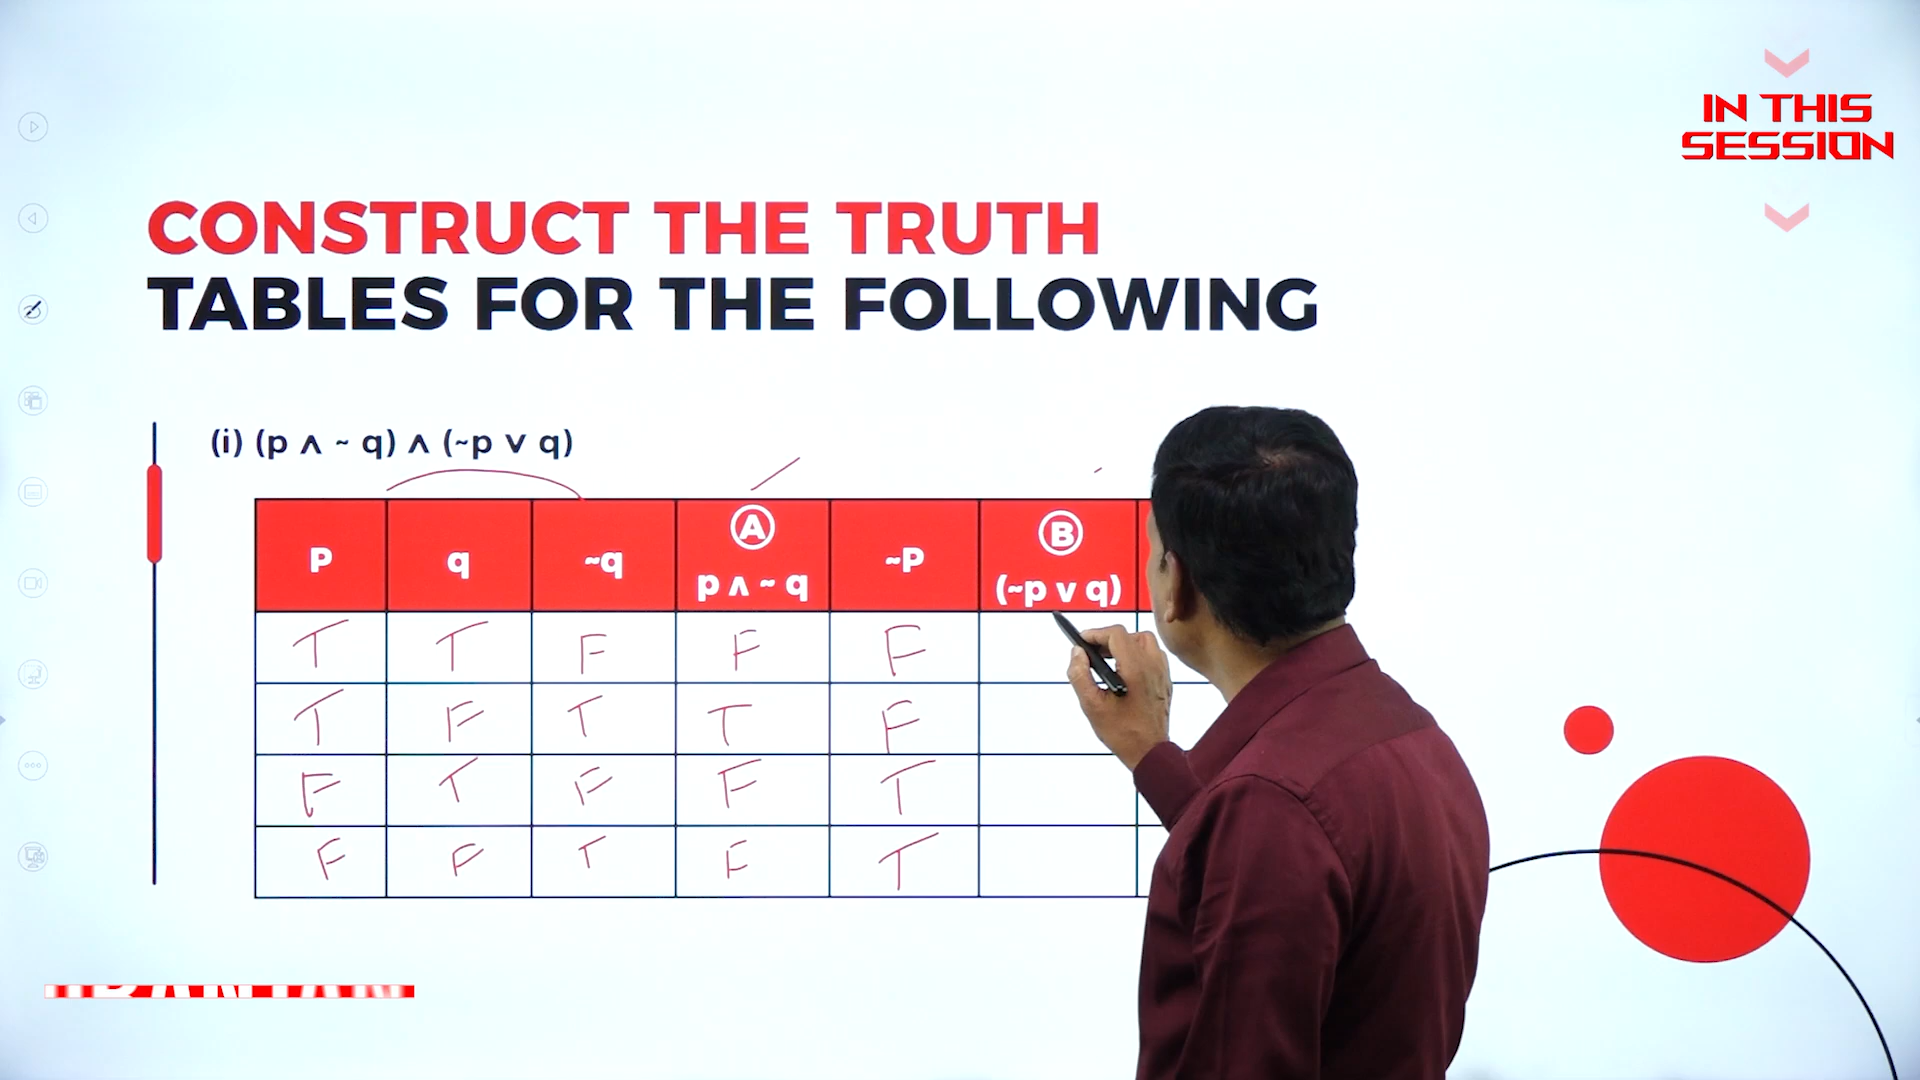 IN THIS
SESSION
CONSTRUCT THE TRUTH
TABLES FOR THE FOLLOWING
(i) (p ∧ ~ q) ∧ (~p ∨ q)
P q ~q Ⓐ p ∧ ~ q ~P Ⓑ (~p ∨ q)
T T F F F
T F T T F
F T F F T
F F T F T